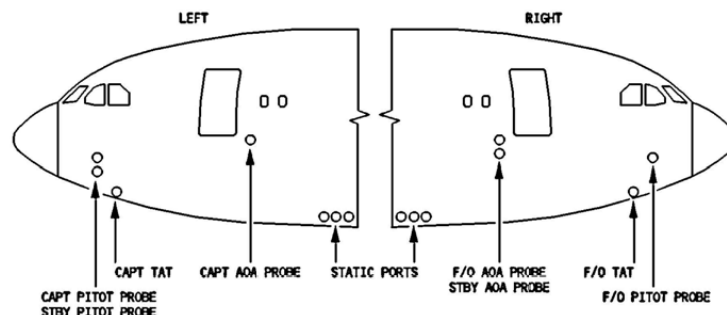 LEFT
RIGHT
CAPT TAT
CAPT AOA PROBE
STATIC PORTS
F/O AOA PROBE
STBY AOA PROBE
F/O TAT
CAPT PITOT PROBE
STBY PITOT PROBE
F/O PITOT PROBE